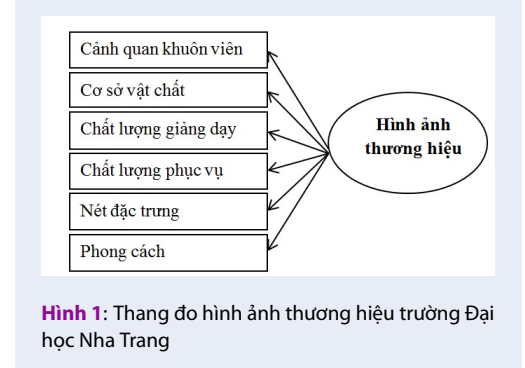 Cảnh quan khuôn viên
Cơ sở vật chất
Chất lượng giảng dạy
Chất lượng phục vụ
Nét đặc trưng
Phong cách
Hình ảnh
thương hiệu
Hình 1: Thang đo hình ảnh thương hiệu trường Đại
học Nha Trang